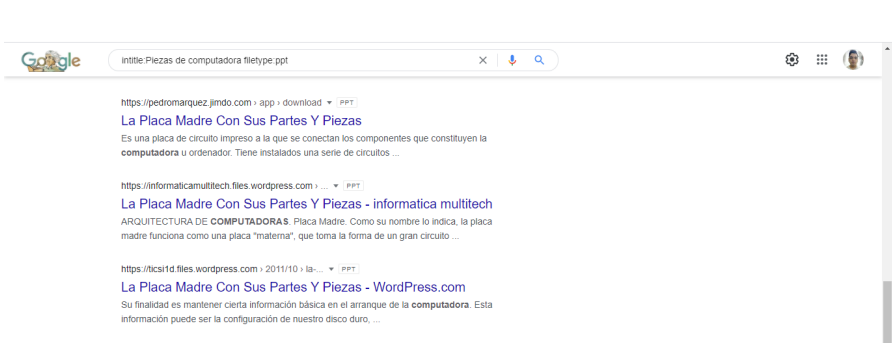 Google
intitle:Piezas de computadora filetype:ppt
https://pedromarquez.jimdo.com › app › download PPT
La Placa Madre Con Sus Partes Y Piezas
Es una placa de circuito impreso a la que se conectan los componentes que constituyen la
computadora u ordenador. Tiene instalados una serie de circuitos ...
https://informaticamultitech.files.wordpress.com › ... PPT
La Placa Madre Con Sus Partes Y Piezas - informatica multitech
ARQUITECTURA DE COMPUTADORAS. Placa Madre. Como su nombre lo indica, la placa
madre funciona como una placa "materna", que toma la forma de un gran circuito ...
https://ticsi1d.files.wordpress.com › 2011/10 › la-... PPT
La Placa Madre Con Sus Partes Y Piezas - WordPress.com
Su finalidad es mantener cierta información básica en el arranque de la computadora. Esta
información puede ser la configuración de nuestro disco duro, ...